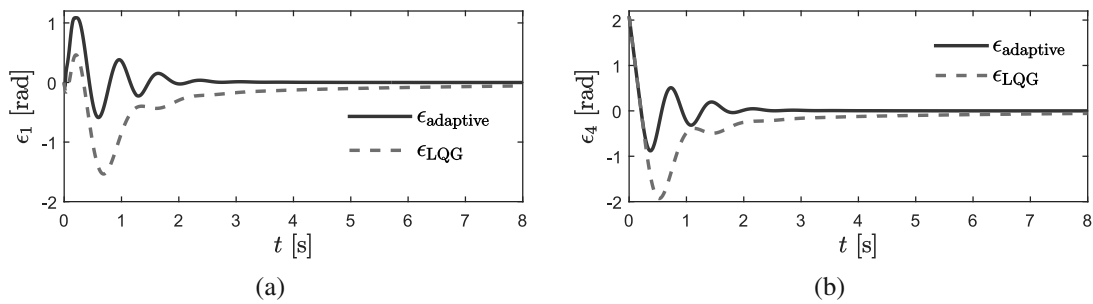 1
0
-1
-2
ϵ1 [rad]
ϵadaptive
ϵLQG
0 1 2 3 4 5 6 7 8
t [s]
(a)
2
1
0
-1
-2
ϵ4 [rad]
ϵadaptive
ϵLQG
0 1 2 3 4 5 6 7 8
t [s]
(b)